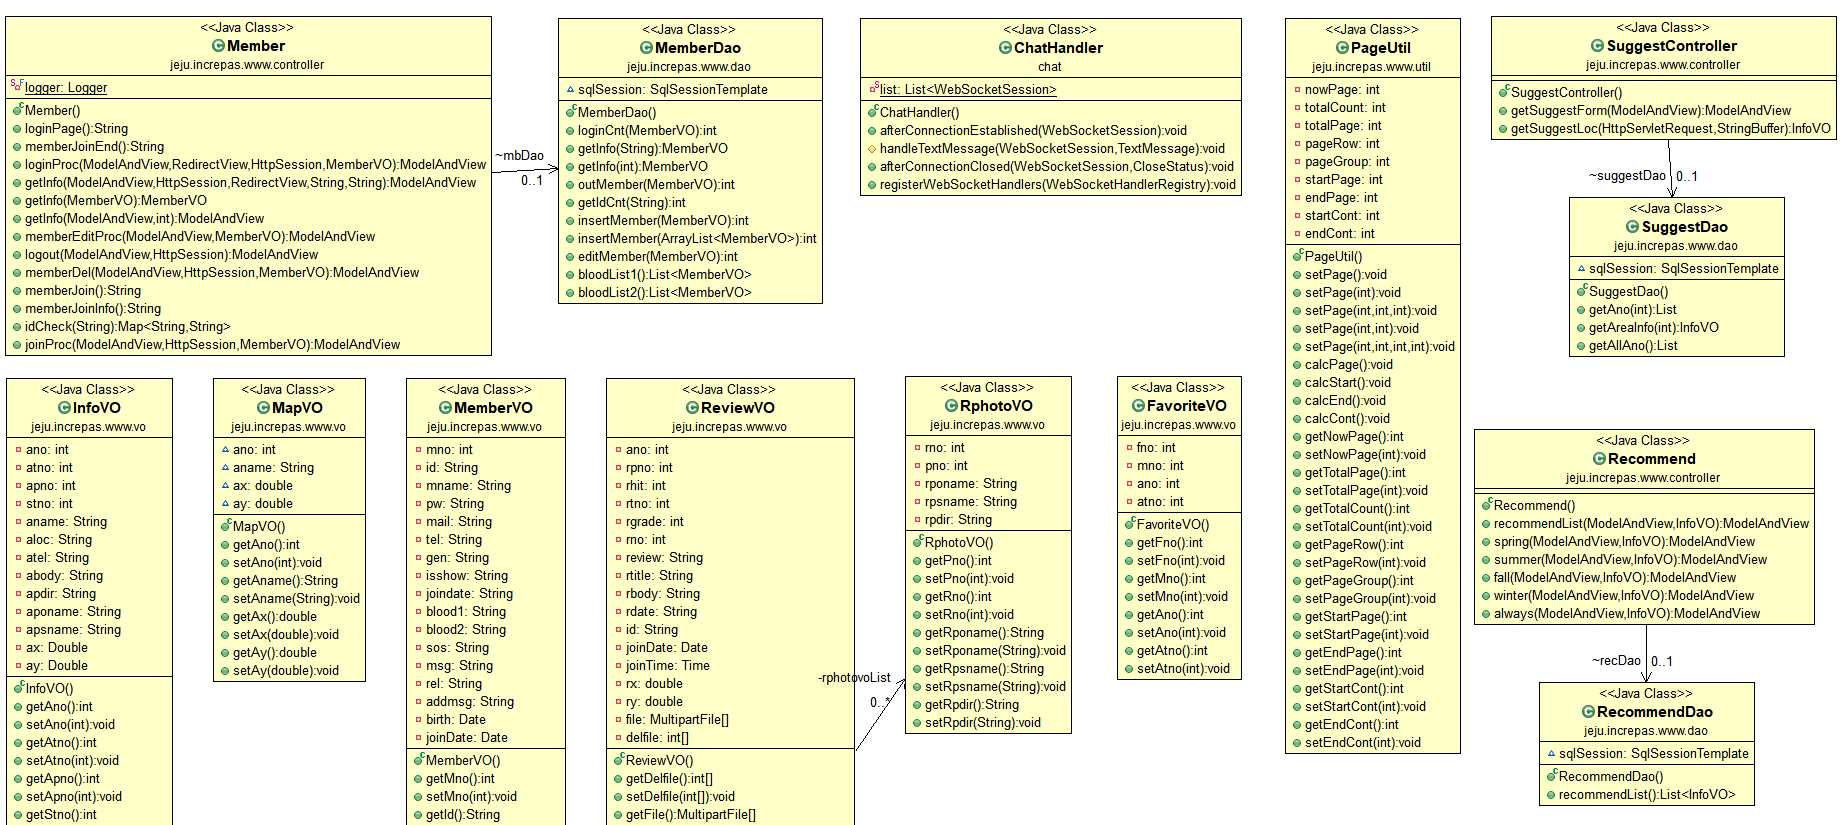 <<Java Class>>
Member
jeju.increpas.www.controller
logger: Logger
Member()
loginPage():String
memberJoinEnd():String
loginProc(ModelAndView,RedirectView,HttpSession,MemberVO):ModelAndView
getInfo(ModelAndView,HttpSession,RedirectView,String,String):ModelAndView
getInfo(MemberVO):MemberVO
getInfo(ModelAndView,int):ModelAndView
memberEditProc(ModelAndView,MemberVO):ModelAndView
logout(ModelAndView,HttpSession):ModelAndView
memberDel(ModelAndView,HttpSession,MemberVO):ModelAndView
memberJoin():String
memberJoinInfo():String
idCheck(String):Map<String,String>
joinProc(ModelAndView,HttpSession,MemberVO):ModelAndView
~mbDao
0..1
<<Java Class>>
MemberDao
jeju.increpas.www.dao
sqlSession: SqlSessionTemplate
MemberDao()
loginCnt(MemberVO):int
getInfo(String):MemberVO
getInfo(int):MemberVO
outMember(MemberVO):int
getIdCnt(String):int
insertMember(MemberVO):int
insertMember(ArrayList<MemberVO>):int
editMember(MemberVO):int
bloodList1():List<MemberVO>
bloodList2():List<MemberVO>
<<Java Class>>
ChatHandler
chat
list: List<WebSocketSession>
ChatHandler()
afterConnectionEstablished(WebSocketSession):void
handleTextMessage(WebSocketSession,TextMessage):void
afterConnectionClosed(WebSocketSession,CloseStatus):void
registerWebSocketHandlers(WebSocketHandlerRegistry):void
<<Java Class>>
PageUtil
jeju.increpas.www.util
nowPage: int
totalCount: int
totalPage: int
pageRow: int
pageGroup: int
startPage: int
endPage: int
startCont: int
endCont: int
PageUtil()
setPage():void
setPage(int):void
setPage(int,int,int):void
setPage(int,int):void
setPage(int,int,int,int):void
calcPage():void
calcStart():void
calcEnd():void
calcCont():void
getNowPage():int
setNowPage(int):void
getTotalPage():int
setTotalPage(int):void
getTotalCount():int
setTotalCount(int):void
getPageRow():int
setPageRow(int):void
getPageGroup():int
setPageGroup(int):void
getStartPage():int
setStartPage(int):void
getEndPage():int
setEndPage(int):void
getStartCont():int
setStartCont(int):void
getEndCont():int
setEndCont(int):void
<<Java Class>>
SuggestController
jeju.increpas.www.controller
SuggestController()
getSuggestForm(ModelAndView):ModelAndView
getSuggestLoc(HttpServletRequest,StringBuffer):InfoVO
~suggestDao
0..1
<<Java Class>>
SuggestDao
jeju.increpas.www.dao
sqlSession: SqlSessionTemplate
SuggestDao()
getAno(int):List
getAreaInfo(int):InfoVO
getAllAno():List
<<Java Class>>
InfoVO
jeju.increpas.www.vo
ano: int
atno: int
apno: int
stno: int
aname: String
aloc: String
atel: String
abody: String
apdir: String
aponame: String
apsname: String
ax: Double
ay: Double
InfoVO()
getAno():int
setAno(int):void
getAtno():int
setAtno(int):void
getApno():int
setApno(int):void
getStno():int
<<Java Class>>
MapVO
jeju.increpas.www.vo
ano: int
aname: String
ax: double
ay: double
MapVO()
getAno():int
setAno(int):void
getAname():String
setAname(String):void
getAx():double
setAx(double):void
getAy():double
setAy(double):void
<<Java Class>>
MemberVO
jeju.increpas.www.vo
mno: int
id: String
mname: String
pw: String
mail: String
tel: String
gen: String
isshow: String
joindate: String
blood1: String
blood2: String
sos: String
msg: String
rel: String
addmsg: String
birth: Date
joinDate: Date
MemberVO()
getMno():int
setMno(int):void
getId():String
<<Java Class>>
ReviewVO
jeju.increpas.www.vo
ano: int
rpno: int
rhit: int
rtno: int
rgrade: int
rno: int
review: String
rtitle: String
rbody: String
rdate: String
id: String
joinDate: Date
joinTime: Time
rx: double
ry: double
file: MultipartFile[]
delfile: int[]
ReviewVO()
getDelfile():int[]
setDelfile(int[]):void
getFile():MultipartFile[]
-rphotovoList
0..*
<<Java Class>>
RphotoVO
jeju.increpas.www.vo
rno: int
pno: int
rponame: String
rpsname: String
rpdir: String
RphotoVO()
getPno():int
setPno(int):void
getRno():int
setRno(int):void
getRponame():String
setRponame(String):void
getRpsname():String
setRpsname(String):void
getRpdir():String
setRpdir(String):void
<<Java Class>>
FavoriteVO
jeju.increpas.www.vo
fno: int
mno: int
ano: int
atno: int
FavoriteVO()
getFno():int
setFno(int):void
getMno():int
setMno(int):void
getAno():int
setAno(int):void
getAtno():int
setAtno(int):void
<<Java Class>>
Recommend
jeju.increpas.www.controller
Recommend()
recommendList(ModelAndView,InfoVO):ModelAndView
spring(ModelAndView,InfoVO):ModelAndView
summer(ModelAndView,InfoVO):ModelAndView
fall(ModelAndView,InfoVO):ModelAndView
winter(ModelAndView,InfoVO):ModelAndView
always(ModelAndView,InfoVO):ModelAndView
~recDao
0..1
<<Java Class>>
RecommendDao
jeju.increpas.www.dao
sqlSession: SqlSessionTemplate
RecommendDao()
recommendList():List<InfoVO>